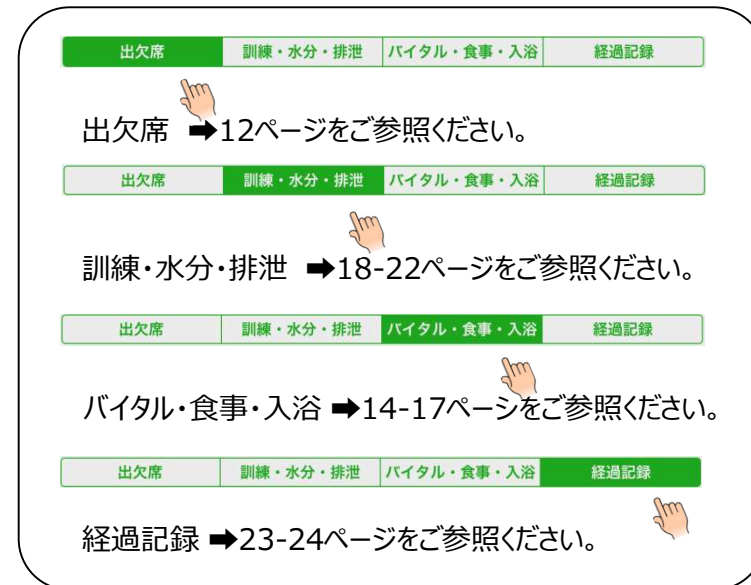 出欠席 訓練・水分・排泄 バイタル・食事・入浴 経過記録
出欠席 ➡12ページをご参照ください。
出欠席 訓練・水分・排泄 バイタル・食事・入浴 経過記録
訓練・水分・排泄 ➡18-22ページをご参照ください。
出欠席 訓練・水分・排泄 バイタル・食事・入浴 経過記録
バイタル・食事・入浴 ➡14-17ページをご参照ください。
出欠席 訓練・水分・排泄 バイタル・食事・入浴 経過記録
経過記録 ➡23-24ページをご参照ください。